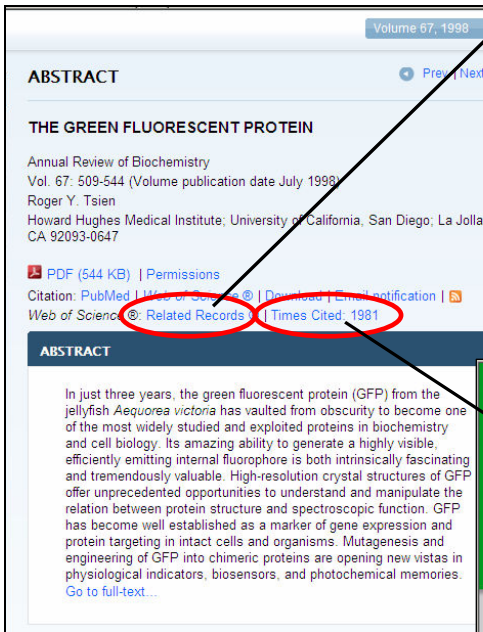 Volume 67, 1998
ABSTRACT
Prev | Next
THE GREEN FLUORESCENT PROTEIN
Annual Review of Biochemistry
Vol. 67: 509-544 (Volume publication date July 1998)
Roger Y. Tsien
Howard Hughes Medical Institute; University of California, San Diego; La Jolla,
CA 92093-0647
PDF (544 KB) | Permissions
Citation: PubMed | Web of Science ® | Download | Email notification |
Web of Science ®: Related Records ® | Times Cited: 1981
ABSTRACT
In just three years, the green fluorescent protein (GFP) from the
jellyfish Aequorea victoria has vaulted from obscurity to become one
of the most widely studied and exploited proteins in biochemistry
and cell biology. Its amazing ability to generate a highly visible,
efficiently emitting internal fluorophore is both intrinsically fascinating
and tremendously valuable. High-resolution crystal structures of GFP
offer unprecedented opportunities to understand and manipulate the
relation between protein structure and spectroscopic function. GFP
has become well established as a marker of gene expression and
protein targeting in intact cells and organisms. Mutagenesis and
engineering of GFP into chimeric proteins are opening new vistas in
physiological indicators, biosensors, and photochemical memories.
Go to full-text...